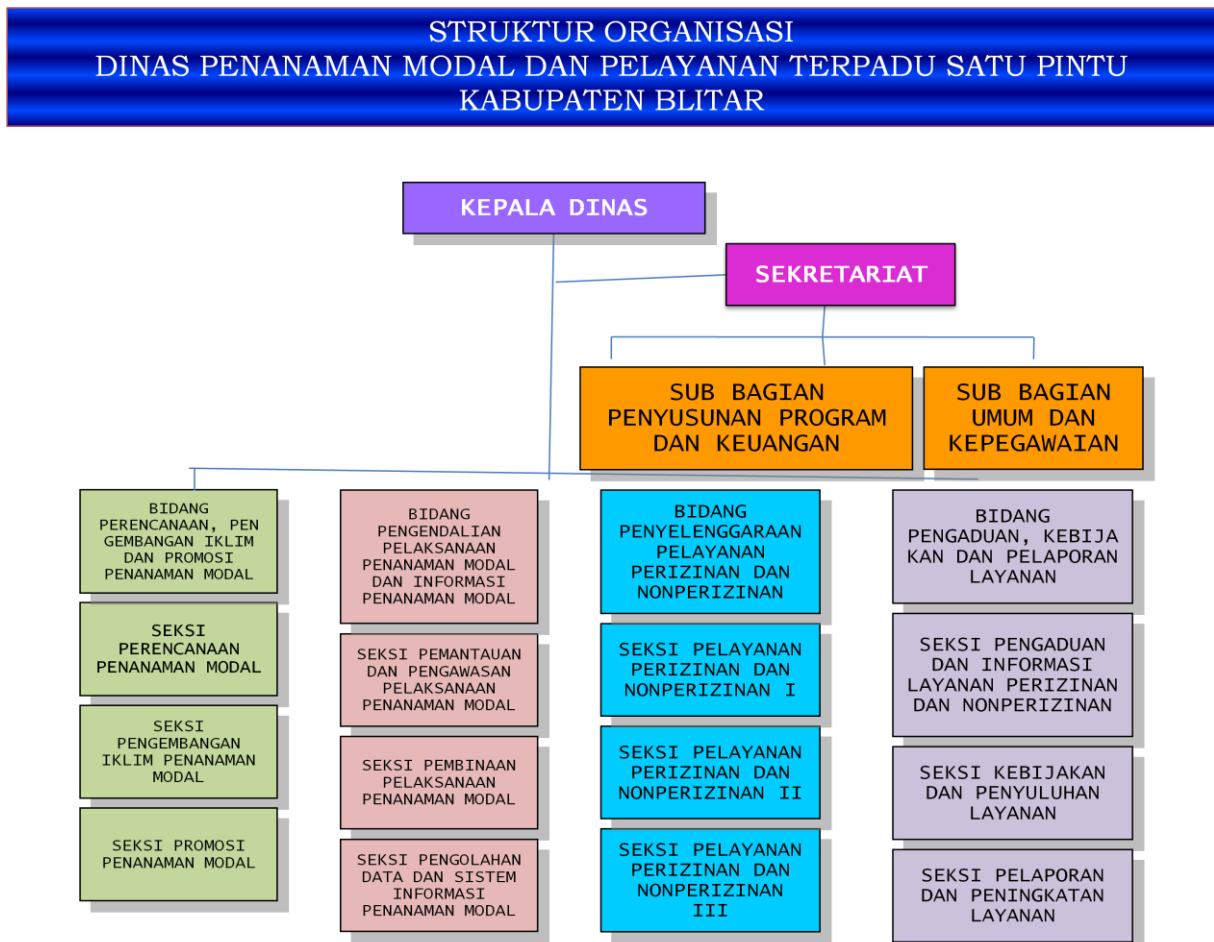 STRUKTUR ORGANISASI
DINAS PENANAMAN MODAL DAN PELAYANAN TERPADU SATU PINTU
KABUPATEN BLITAR
KEPALA DINAS
SEKRETARIAT
SUB BAGIAN
PENYUSUNAN PROGRAM
DAN KEUANGAN
SUB BAGIAN
UMUM DAN
KEPEGAWAIAN
BIDANG
PERENCANAAN, PEN
GEMBANGAN IKLIM
DAN PROMOSI
PENANAMAN MODAL
SEKSI
PERENCANAAN
PENANAMAN MODAL
SEKSI
PENGEMBANGAN
IKLIM PENANAMAN
MODAL
SEKSI PROMOSI
PENANAMAN MODAL
BIDANG
PENGENDALIAN
PELAKSANAAN
PENANAMAN MODAL
DAN INFORMASI
PENANAMAN MODAL
SEKSI PEMANTAUAN
DAN PENGAWASAN
PELAKSANAAN
PENANAMAN MODAL
SEKSI PEMBINAAN
PELAKSANAAN
PENANAMAN MODAL
SEKSI PENGOLAHAN
DATA DAN SISTEM
INFORMASI
PENANAMAN MODAL
BIDANG
PENYELENGGARAAN
PELAYANAN
PERIZINAN DAN
NONPERIZINAN
SEKSI PELAYANAN
PERIZINAN DAN
NONPERIZINAN I
SEKSI PELAYANAN
PERIZINAN DAN
NONPERIZINAN II
SEKSI PELAYANAN
PERIZINAN DAN
NONPERIZINAN
III
BIDANG
PENGADUAN, KEBIJA
KAN DAN PELAPORAN
LAYANAN
SEKSI PENGADUAN
DAN INFORMASI
LAYANAN PERIZINAN
DAN NONPERIZINAN
SEKSI KEBIJAKAN
DAN PENYULUHAN
LAYANAN
SEKSI PELAPORAN
DAN PENINGKATAN
LAYANAN